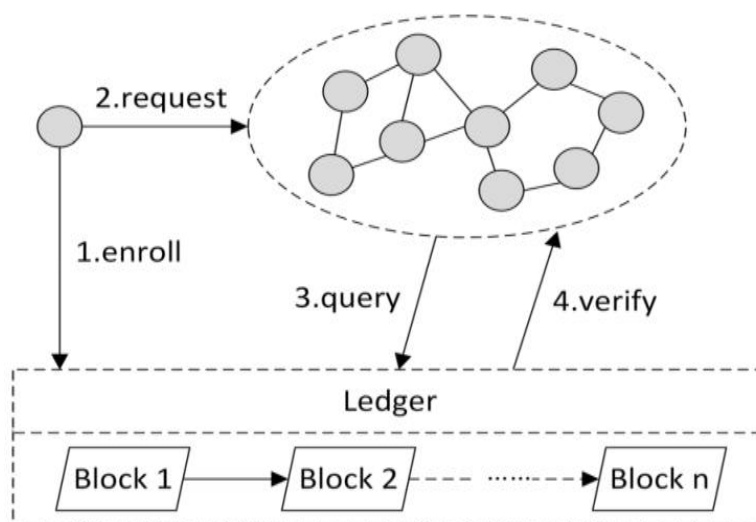 2.request
1.enroll
3.query
4.verify
Ledger
Block 1 Block 2 ...... Block n